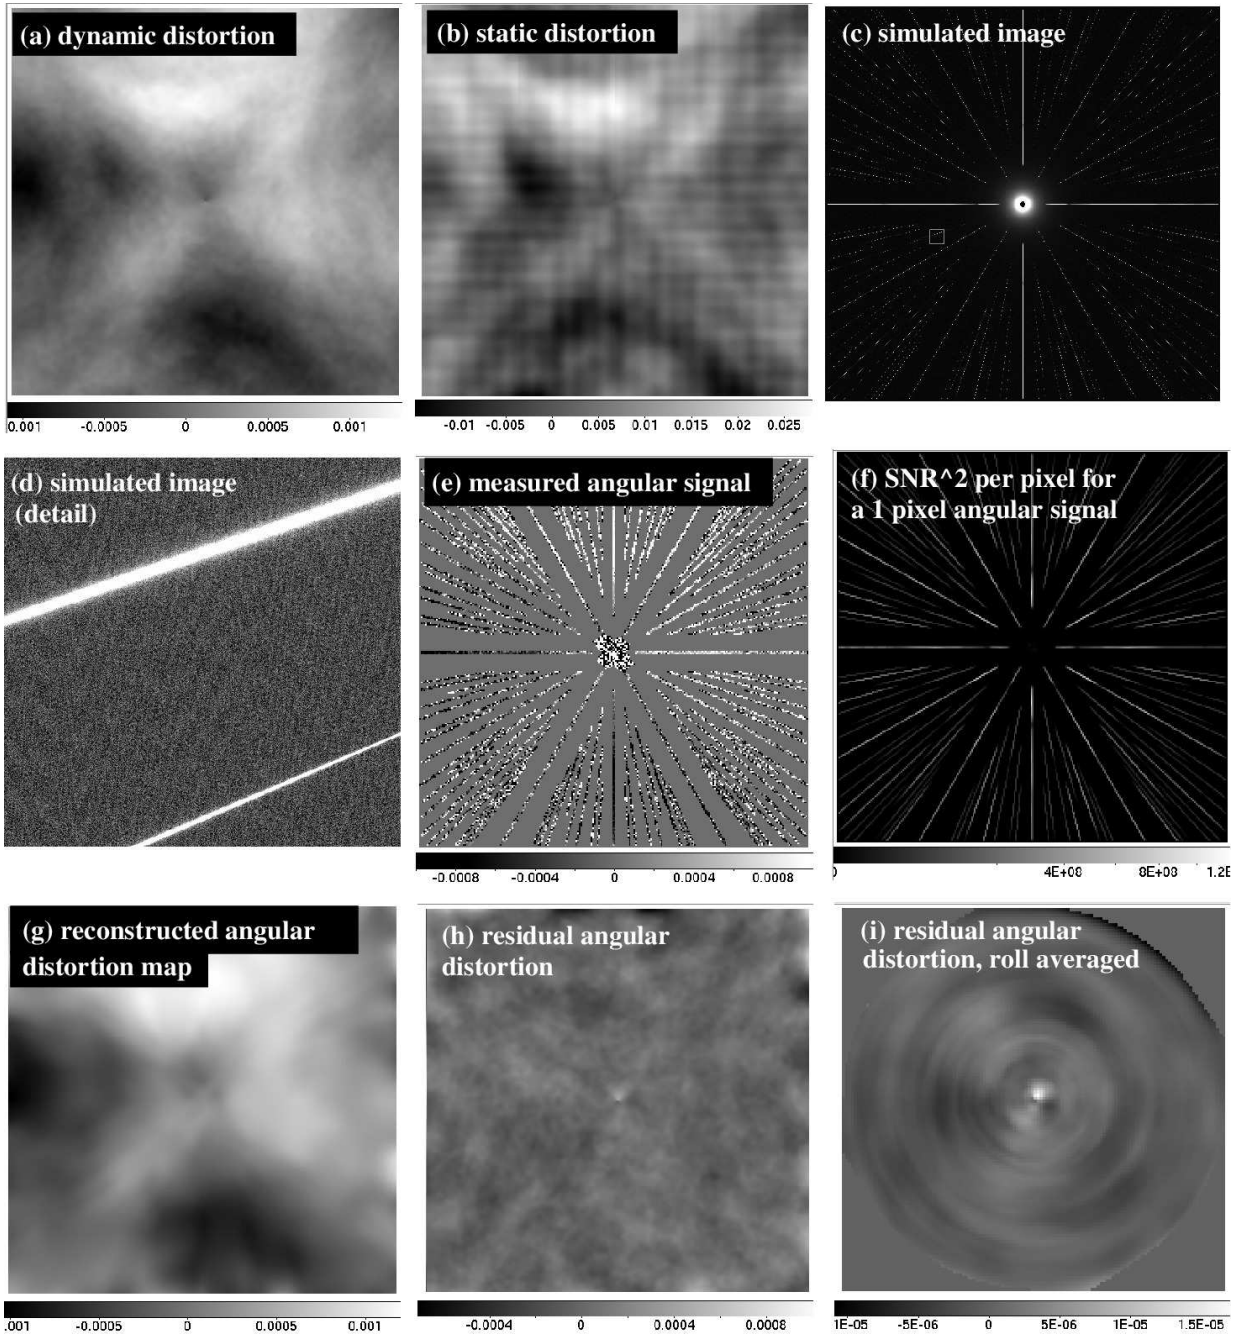 (a) dynamic distortion
(b) static distortion
(c) simulated image
0.001 -0.0005 0 0.0005 0.001
-0.01 -0.005 0 0.005 0.01 0.015 0.02 0.025
(d) simulated image
(detail)
(e) measured angular signal
(f) SNR^2 per pixel for
a 1 pixel angular signal
-0.0008 -0.0004 0 0.0004 0.0008
4E+08 8E+08 1.2E
(g) reconstructed angular
distortion map
(h) residual angular
distortion
(i) residual angular
distortion, roll averaged
.001 -0.0005 0 0.0005 0.001
-0.0004 0 0.0004 0.0008
1E-05 -5E-06 0 5E-06 1E-05 1.5E-05